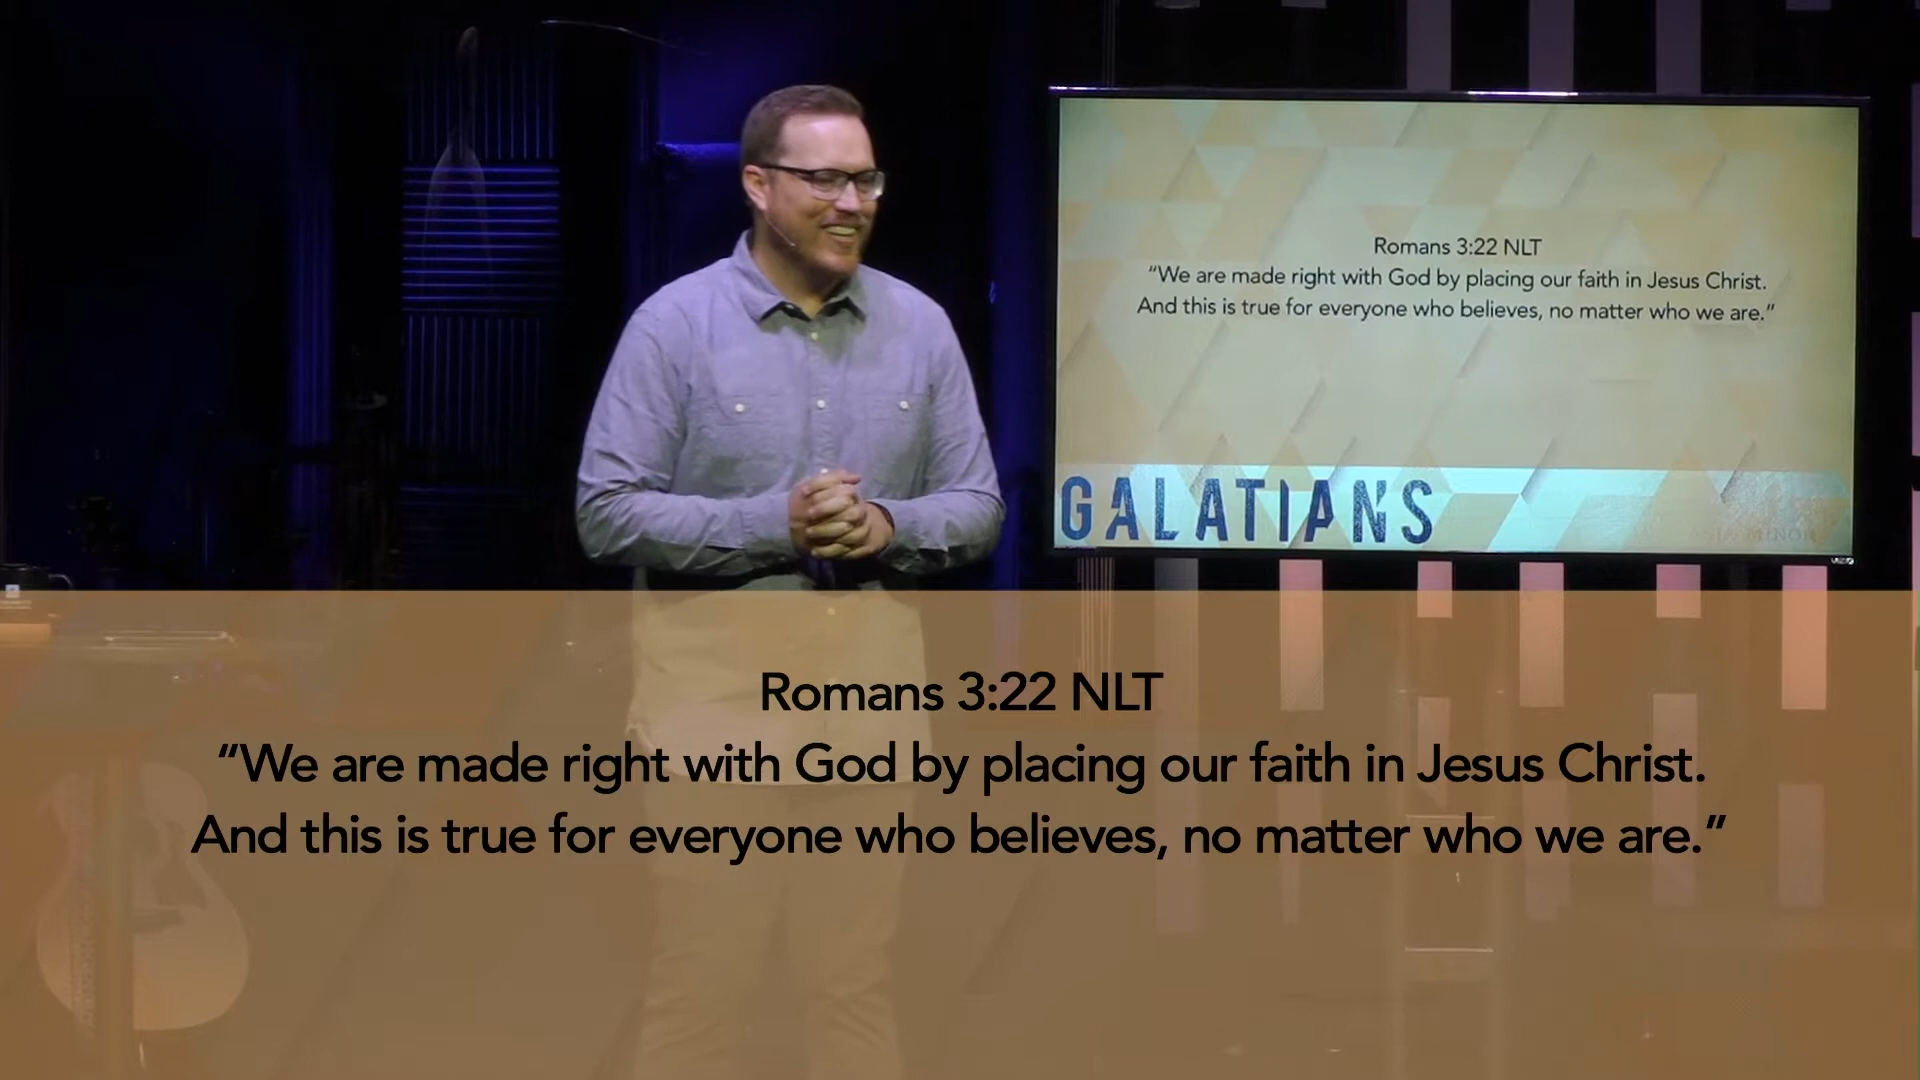 Romans 3:22 NLT
“We are made right with God by placing our faith in Jesus Christ.
And this is true for everyone who believes, no matter who we are.”
GALATIANS
ASIA MINOR
Romans 3:22 NLT
“We are made right with God by placing our faith in Jesus Christ.
And this is true for everyone who believes, no matter who we are.”